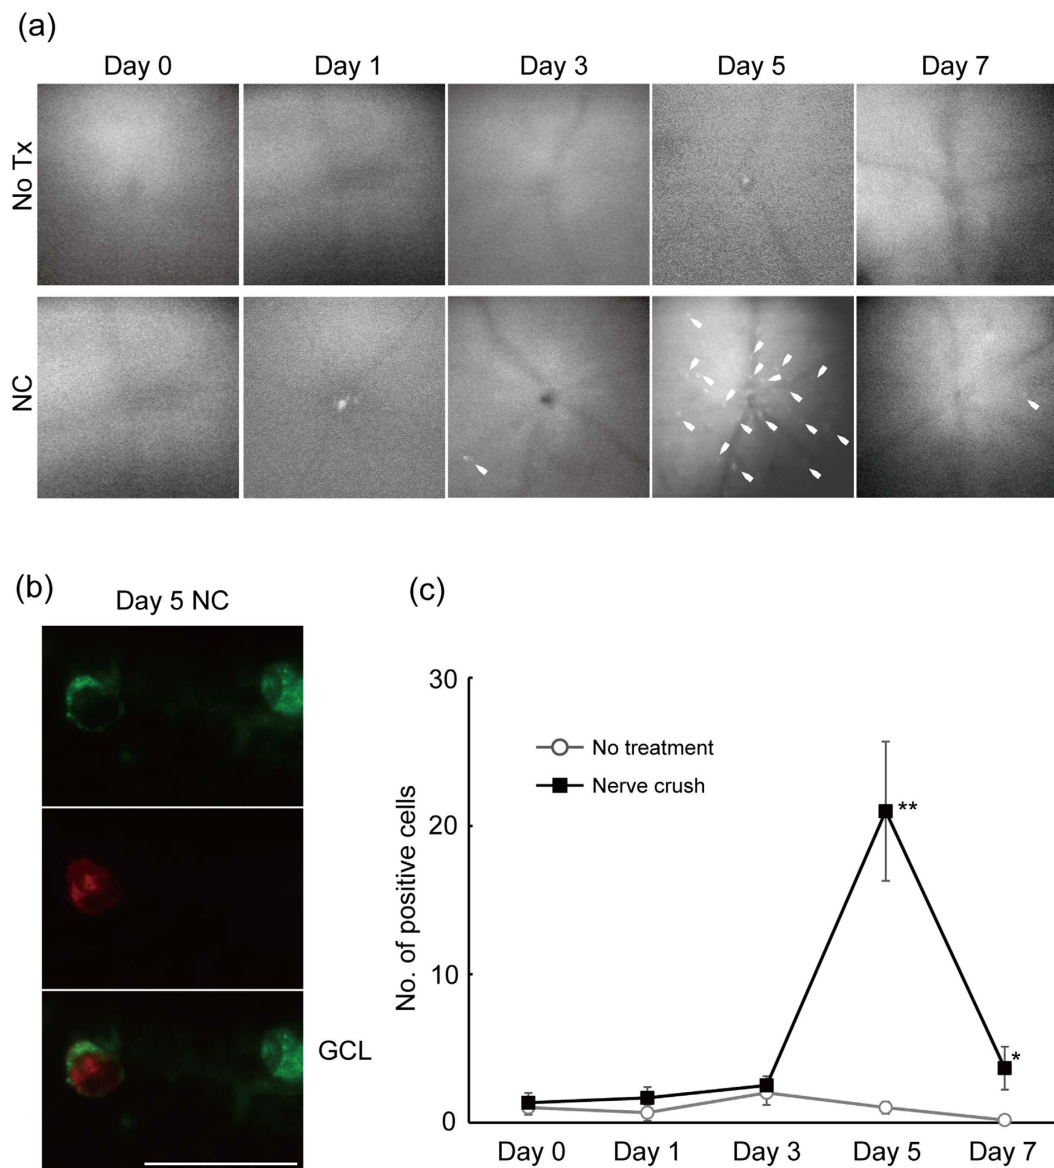 (a)
Day 0 Day 1 Day 3 Day 5 Day 7
No Tx
NC
(b)
Day 5 NC
GCL
(c)
No. of positive cells
30
20
10
0
No treatment
Nerve crush
**
*
Day 0 Day 1 Day 3 Day 5 Day 7